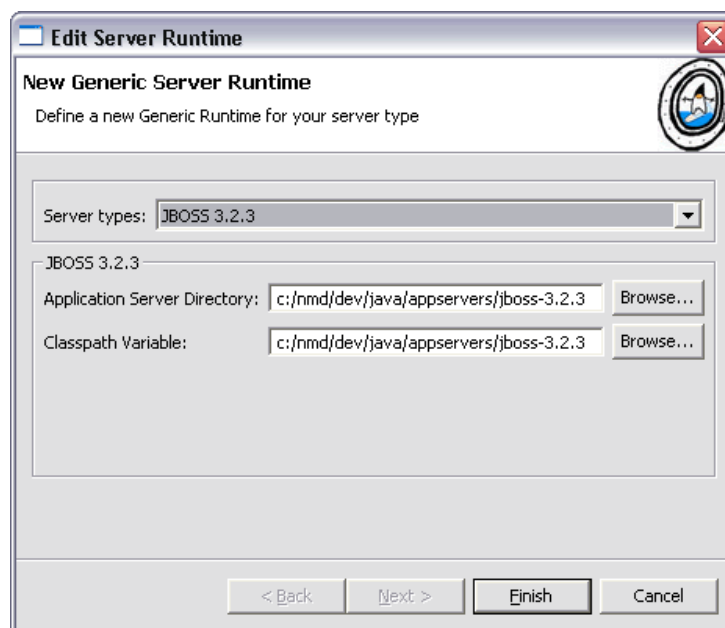 Edit Server Runtime
New Generic Server Runtime
Define a new Generic Runtime for your server type
Server types: JBOSS 3.2.3
JBOSS 3.2.3
Application Server Directory: c:/nmd/dev/java/appservers/jboss-3.2.3 Browse...
Classpath Variable: c:/nmd/dev/java/appservers/jboss-3.2.3 Browse...
< Back Next > Finish Cancel